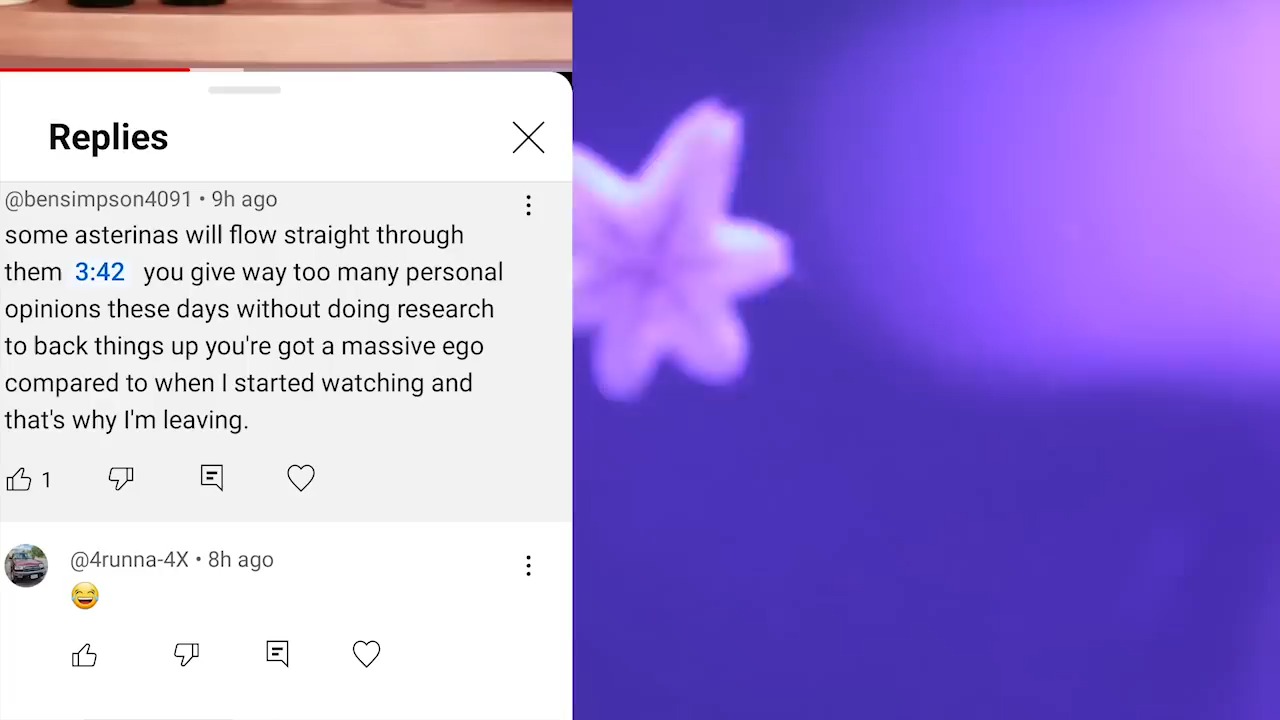 Replies
@bensimpson4091 • 9h ago
some asterinas will flow straight through
them 3:42 you give way too many personal
opinions these days without doing research
to back things up you're got a massive ego
compared to when I started watching and
that's why I'm leaving.
1
@4runna-4X • 8h ago
😂